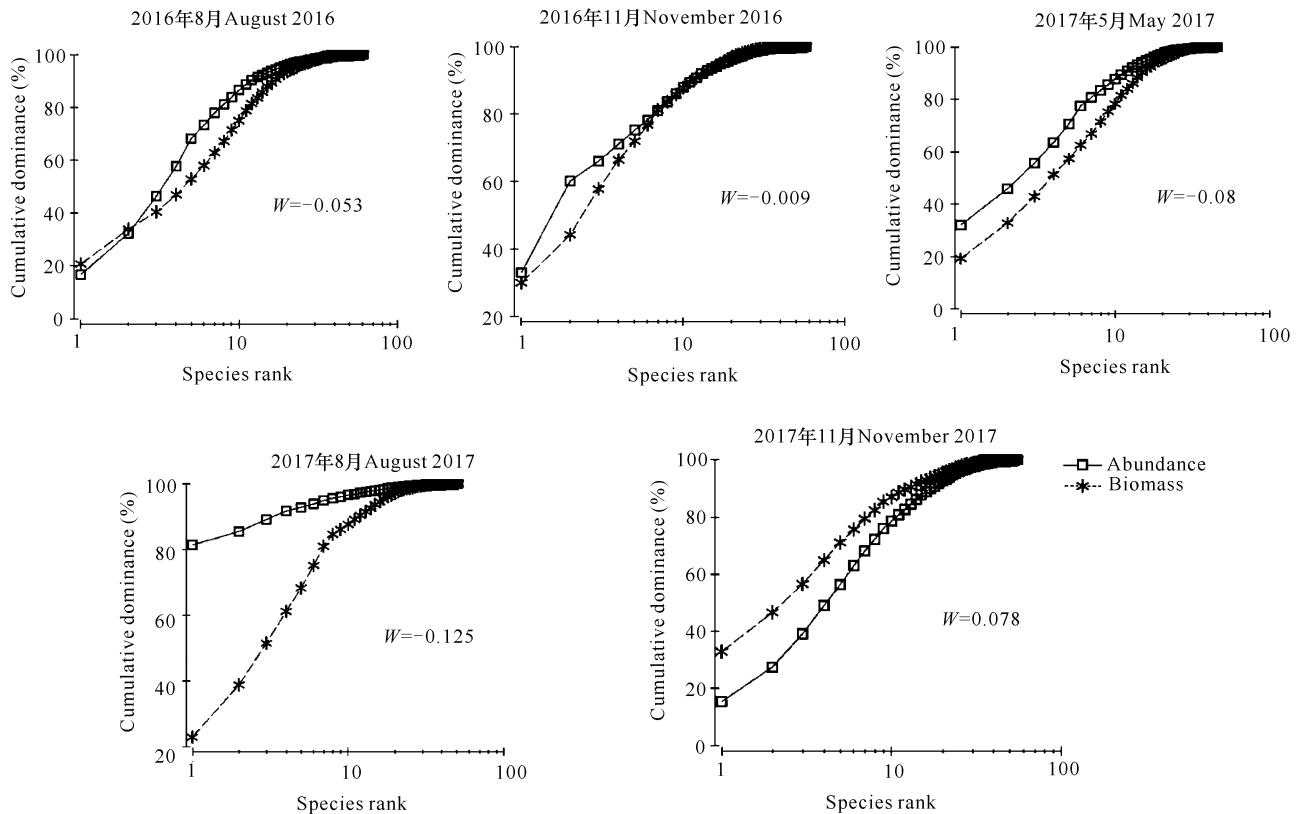 2016年8月August 2016
Cumulative dominance (%)
100
80
60
40
20
0
W=−0.053
1
10
100
Species rank
2016年11月November 2016
Cumulative dominance (%)
100
80
60
40
20
W=−0.009
1
10
100
Species rank
2017年5月May 2017
Cumulative dominance (%)
100
80
60
40
20
0
W=−0.08
1
10
100
Species rank
2017年8月August 2017
Cumulative dominance (%)
100
80
60
40
20
W=−0.125
1
10
100
Species rank
2017年11月November 2017
Cumulative dominance (%)
100
80
60
40
20
0
W=0.078
1
10
100
Species rank
Abundance
Biomass